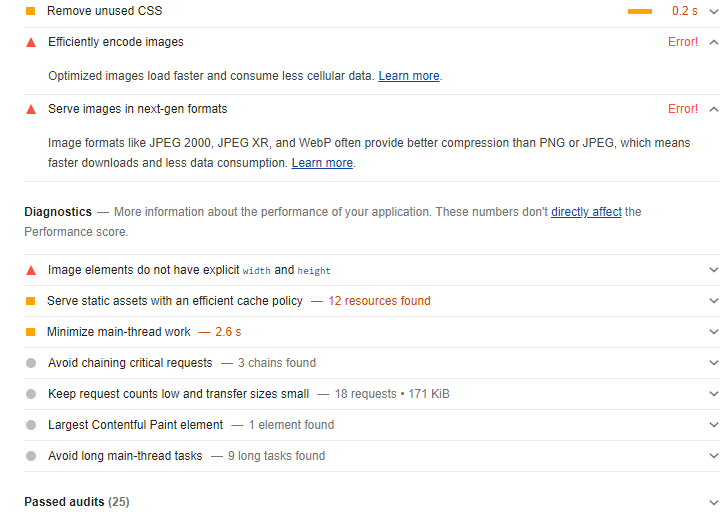 Remove unused CSS 0.2 s
Efficiently encode images Error!
Optimized images load faster and consume less cellular data. Learn more.
Serve images in next-gen formats Error!
Image formats like JPEG 2000, JPEG XR, and WebP often provide better compression than PNG or JPEG, which means
faster downloads and less data consumption. Learn more.
Diagnostics — More information about the performance of your application. These numbers don't directly affect the
Performance score.
Image elements do not have explicit width and height
Serve static assets with an efficient cache policy — 12 resources found
Minimize main-thread work — 2.6 s
Avoid chaining critical requests — 3 chains found
Keep request counts low and transfer sizes small — 18 requests • 171 KiB
Largest Contentful Paint element — 1 element found
Avoid long main-thread tasks — 9 long tasks found
Passed audits (25)